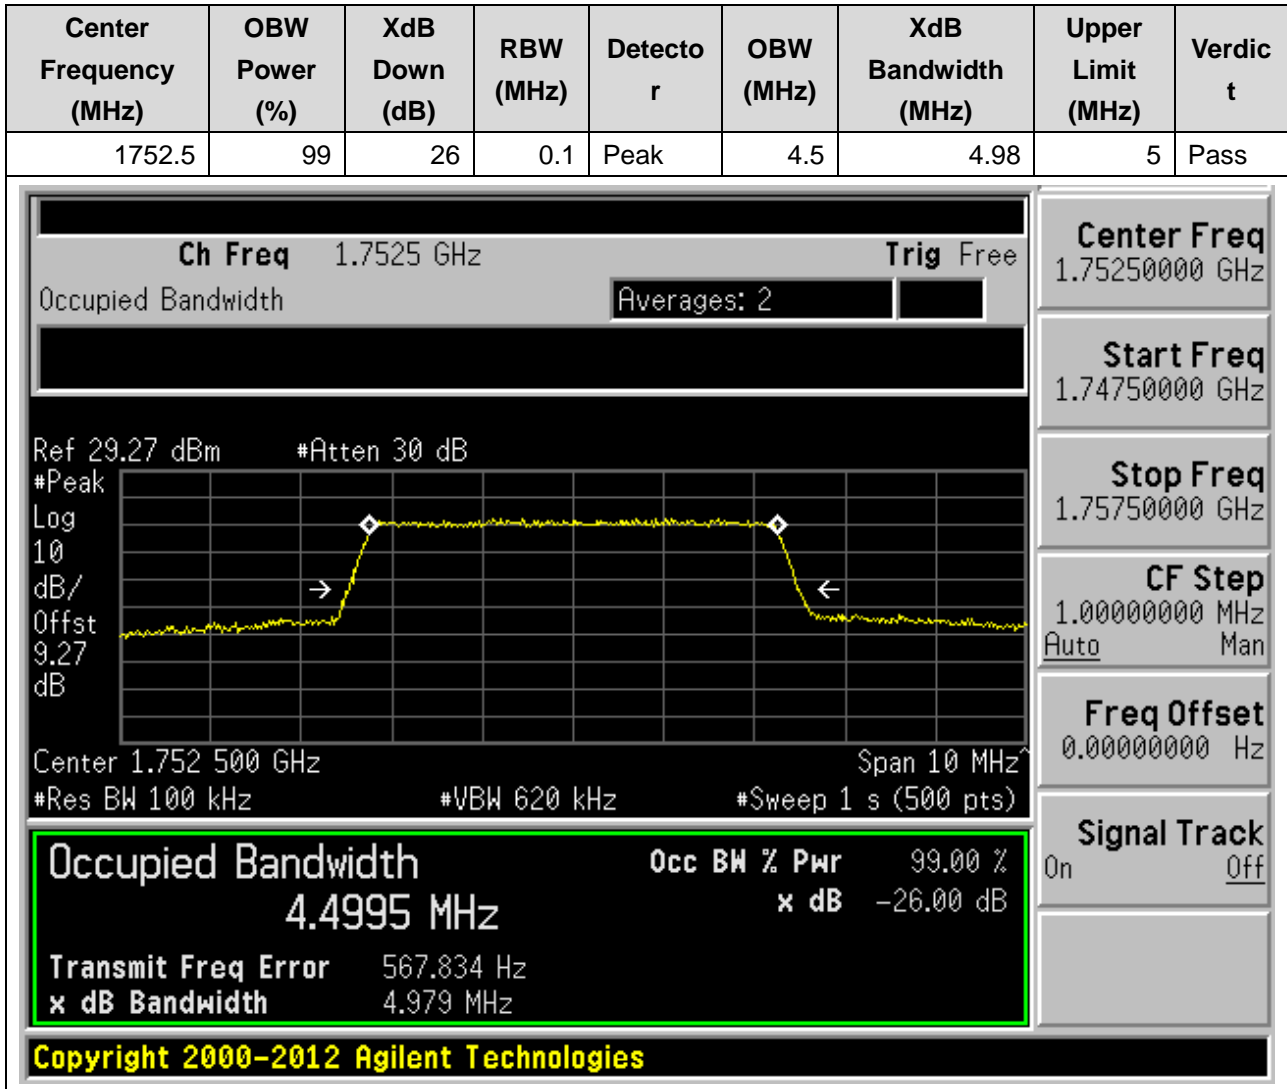 Center Frequency (MHz) OBW Power (%) XdB Down (dB) RBW (MHz) Detector OBW (MHz) XdB Bandwidth (MHz) Upper Limit (MHz) Verdict
1752.5 99 26 0.1 Peak 4.5 4.98 5 Pass
Ch Freq 1.7525 GHz Trig Free
Occupied Bandwidth Averages: 2
Ref 29.27 dBm #Atten 30 dB
#Peak
Log
10
dB/
Offst
9.27
dB
Center 1.752 500 GHz Span 10 MHz^
#Res BW 100 kHz #VBW 620 kHz #Sweep 1 s (500 pts)
Occupied Bandwidth Occ BW % Pwr 99.00 %
4.4995 MHz x dB -26.00 dB
Transmit Freq Error 567.834 Hz
x dB Bandwidth 4.979 MHz
Copyright 2000-2012 Agilent Technologies
Center Freq
1.75250000 GHz
Start Freq
1.74750000 GHz
Stop Freq
1.75750000 GHz
CF Step
1.00000000 MHz
Auto Man
Freq Offset
0.00000000 Hz
Signal Track
On Off